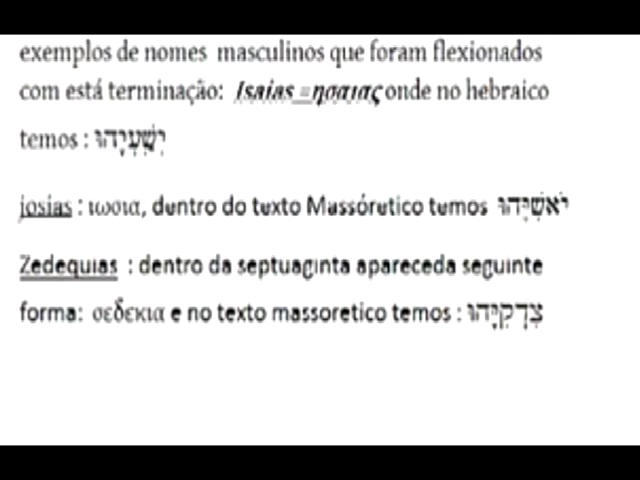 exemplos de nomes masculinos que foram flexionados
com está terminação: Isaías = ησαιας onde no hebraico
temos : יִשְׁעְיָהוּ
josias : ιωσια, dentro do texto Massóretico temos יֹאשִׁיָּהוּ
Zedequias : dentro da septuaginta apareceda seguinte
forma: σεδεκια e no texto massoretico temos : צִדְקִיָּהוּ